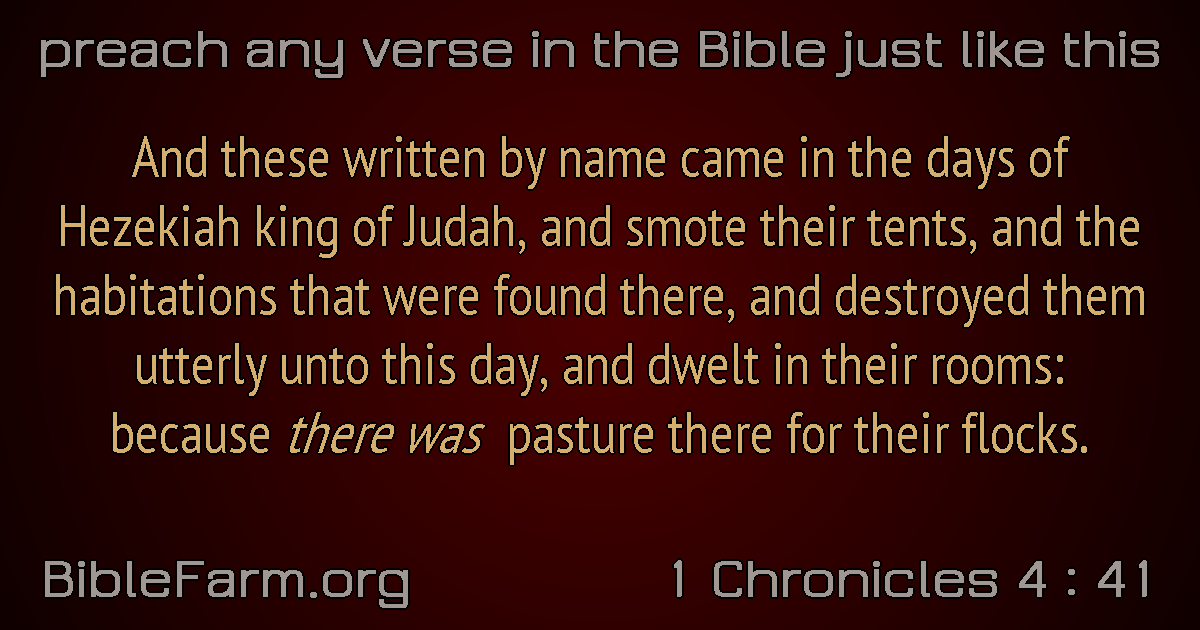 preach any verse in the Bible just like this
And these written by name came in the days of
Hezekiah king of Judah, and smote their tents, and the
habitations that were found there, and destroyed them
utterly unto this day, and dwelt in their rooms:
because there was pasture there for their flocks.
BibleFarm.org
1 Chronicles 4 : 41